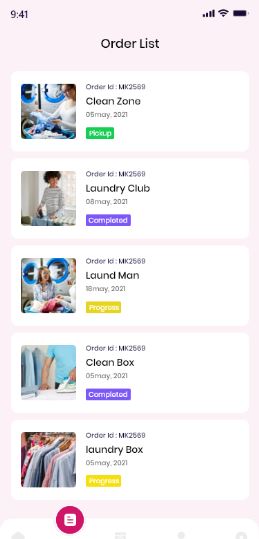 9:41
Order List
Order Id : MK2569
Clean Zone
05may, 2021
Pickup
Order Id : MK2569
Laundry Club
08may, 2021
Completed
Order Id : MK2569
Laund Man
18may, 2021
Progress
Order Id : MK2569
Clean Box
05may, 2021
Completed
Order Id : MK2569
laundry Box
05may, 2021
Progress